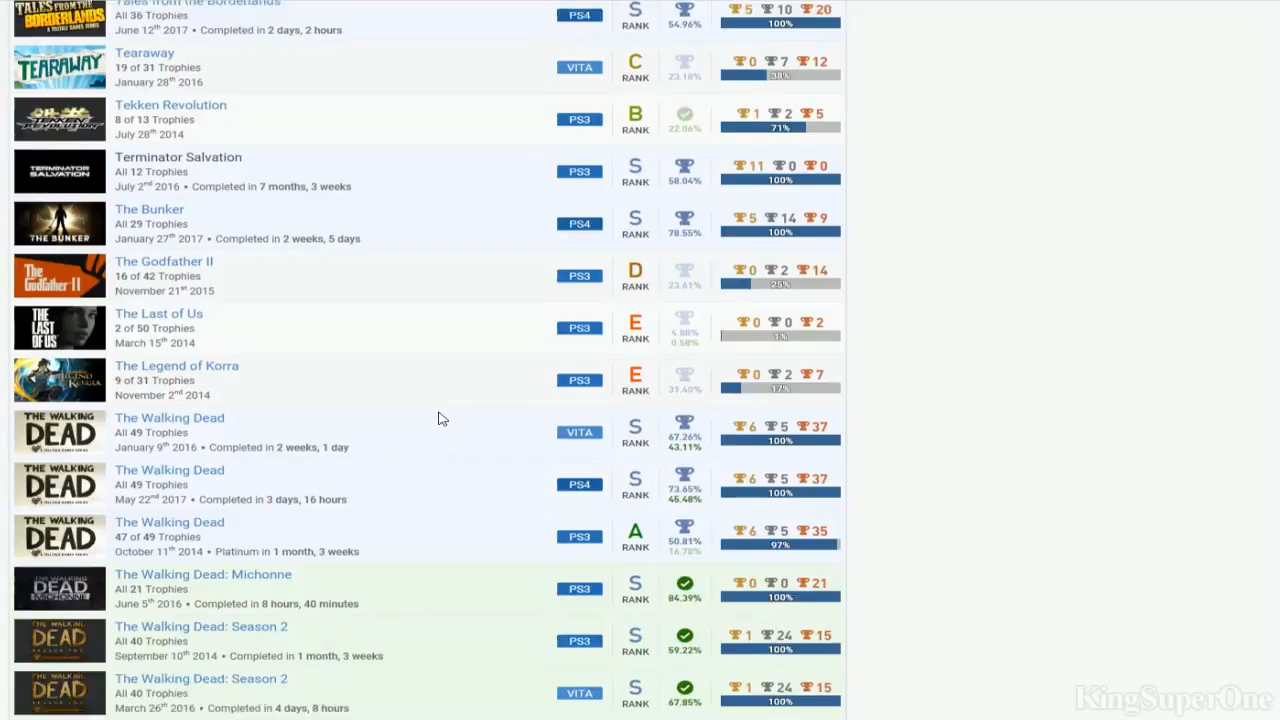 TALES FROM THE
BORDERLANDS
A TELLTALE GAMES SERIES
Tales from the Borderlands
All 36 Trophies
June 12th 2017 • Completed in 2 days, 2 hours
PS4
S
RANK
54.96%
5 10 20
100%
TEARAWAY
Tearaway
19 of 31 Trophies
January 28th 2016
VITA
C
RANK
23.18%
0 7 12
38%
Tekken Revolution
8 of 13 Trophies
July 28th 2014
PS3
B
RANK
22.06%
1 2 5
71%
TERMINATOR
SALVATION
Terminator Salvation
All 12 Trophies
July 2nd 2016 • Completed in 7 months, 3 weeks
PS3
S
RANK
58.04%
11 0 0
100%
THE BUNKER
The Bunker
All 29 Trophies
January 27th 2017 • Completed in 2 weeks, 5 days
PS4
S
RANK
78.55%
5 14 9
100%
The
Godfather II
The Godfather II
16 of 42 Trophies
November 21st 2015
PS3
D
RANK
23.61%
0 2 14
25%
THE
LAST
OF US
The Last of Us
2 of 50 Trophies
March 15th 2014
PS3
E
RANK
4.88%
0.58%
0 0 2
1%
LEGEND
KORRA
The Legend of Korra
9 of 31 Trophies
November 2nd 2014
PS3
E
RANK
31.40%
0 2 7
17%
THE WALKING
DEAD
The Walking Dead
All 49 Trophies
January 9th 2016 • Completed in 2 weeks, 1 day
VITA
S
RANK
67.26%
43.11%
6 5 37
100%
THE WALKING
DEAD
The Walking Dead
All 49 Trophies
May 22nd 2017 • Completed in 3 days, 16 hours
PS4
S
RANK
73.65%
45.48%
6 5 37
100%
THE WALKING
DEAD
The Walking Dead
47 of 49 Trophies
October 11th 2014 • Platinum in 1 month, 3 weeks
PS3
A
RANK
50.81%
16.78%
6 5 35
97%
DEAD
MICHONNE
The Walking Dead: Michonne
All 21 Trophies
June 5th 2016 • Completed in 8 hours, 40 minutes
PS3
S
RANK
84.39%
0 0 21
100%
THE WALKING
DEAD
The Walking Dead: Season 2
All 40 Trophies
September 10th 2014 • Completed in 1 month, 3 weeks
PS3
S
RANK
59.22%
1 24 15
100%
THE WALKING
DEAD
The Walking Dead: Season 2
All 40 Trophies
March 26th 2016 • Completed in 4 days, 8 hours
VITA
S
RANK
67.85%
1 24 15
100%
KingSuperOne